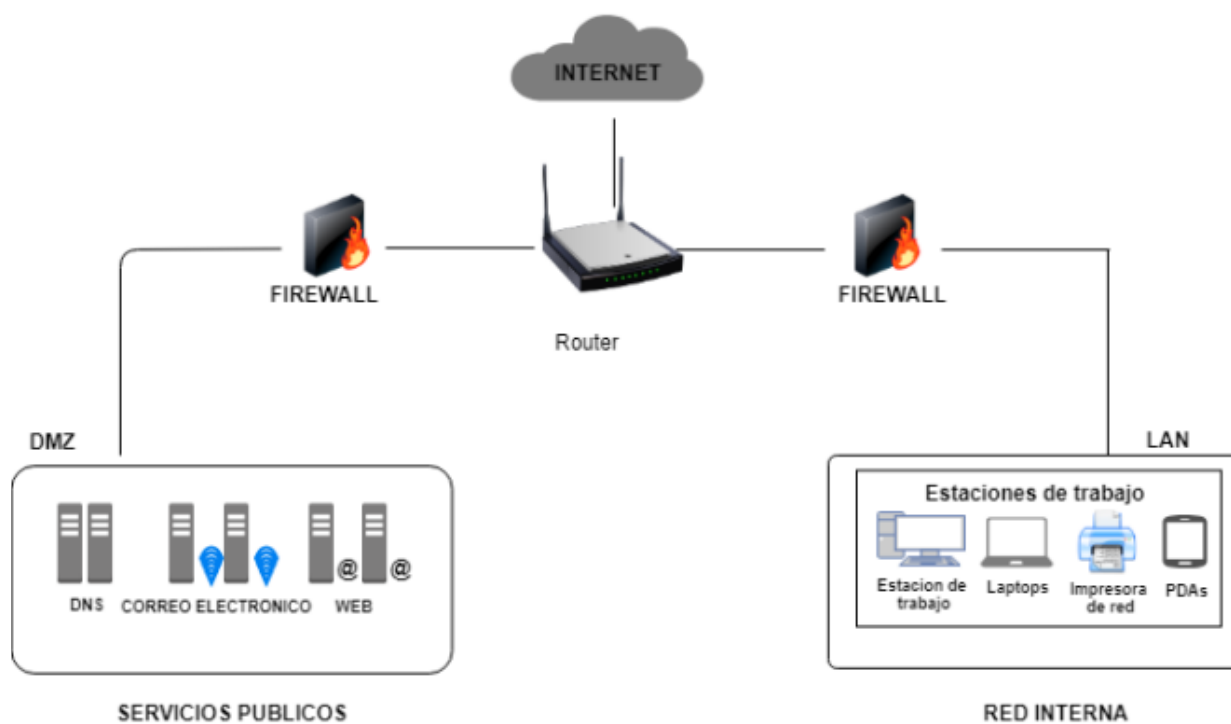 INTERNET
FIREWALL
FIREWALL
Router
DMZ
LAN
DNS
CORREO ELECTRONICO
@
WEB
@
Estaciones de trabajo
Estacion de
trabajo
Laptops
Impresora
de red
PDAs
SERVICIOS PUBLICOS
RED INTERNA